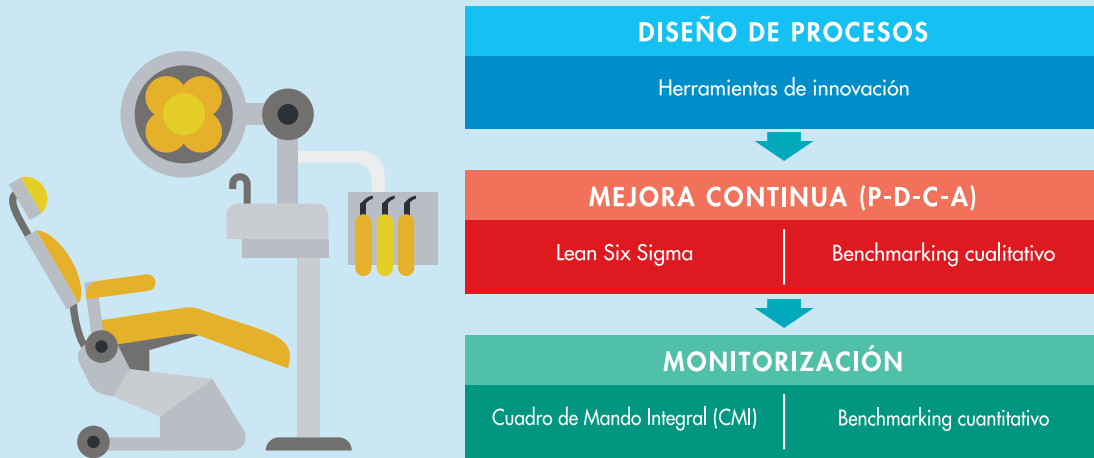 DISEÑO DE PROCESOS
Herramientas de innovación
MEJORA CONTINUA (P-D-C-A)
Lean Six Sigma
Benchmarking cualitativo
MONITORIZACIÓN
Cuadro de Mando Integral (CMI)
Benchmarking cuantitativo